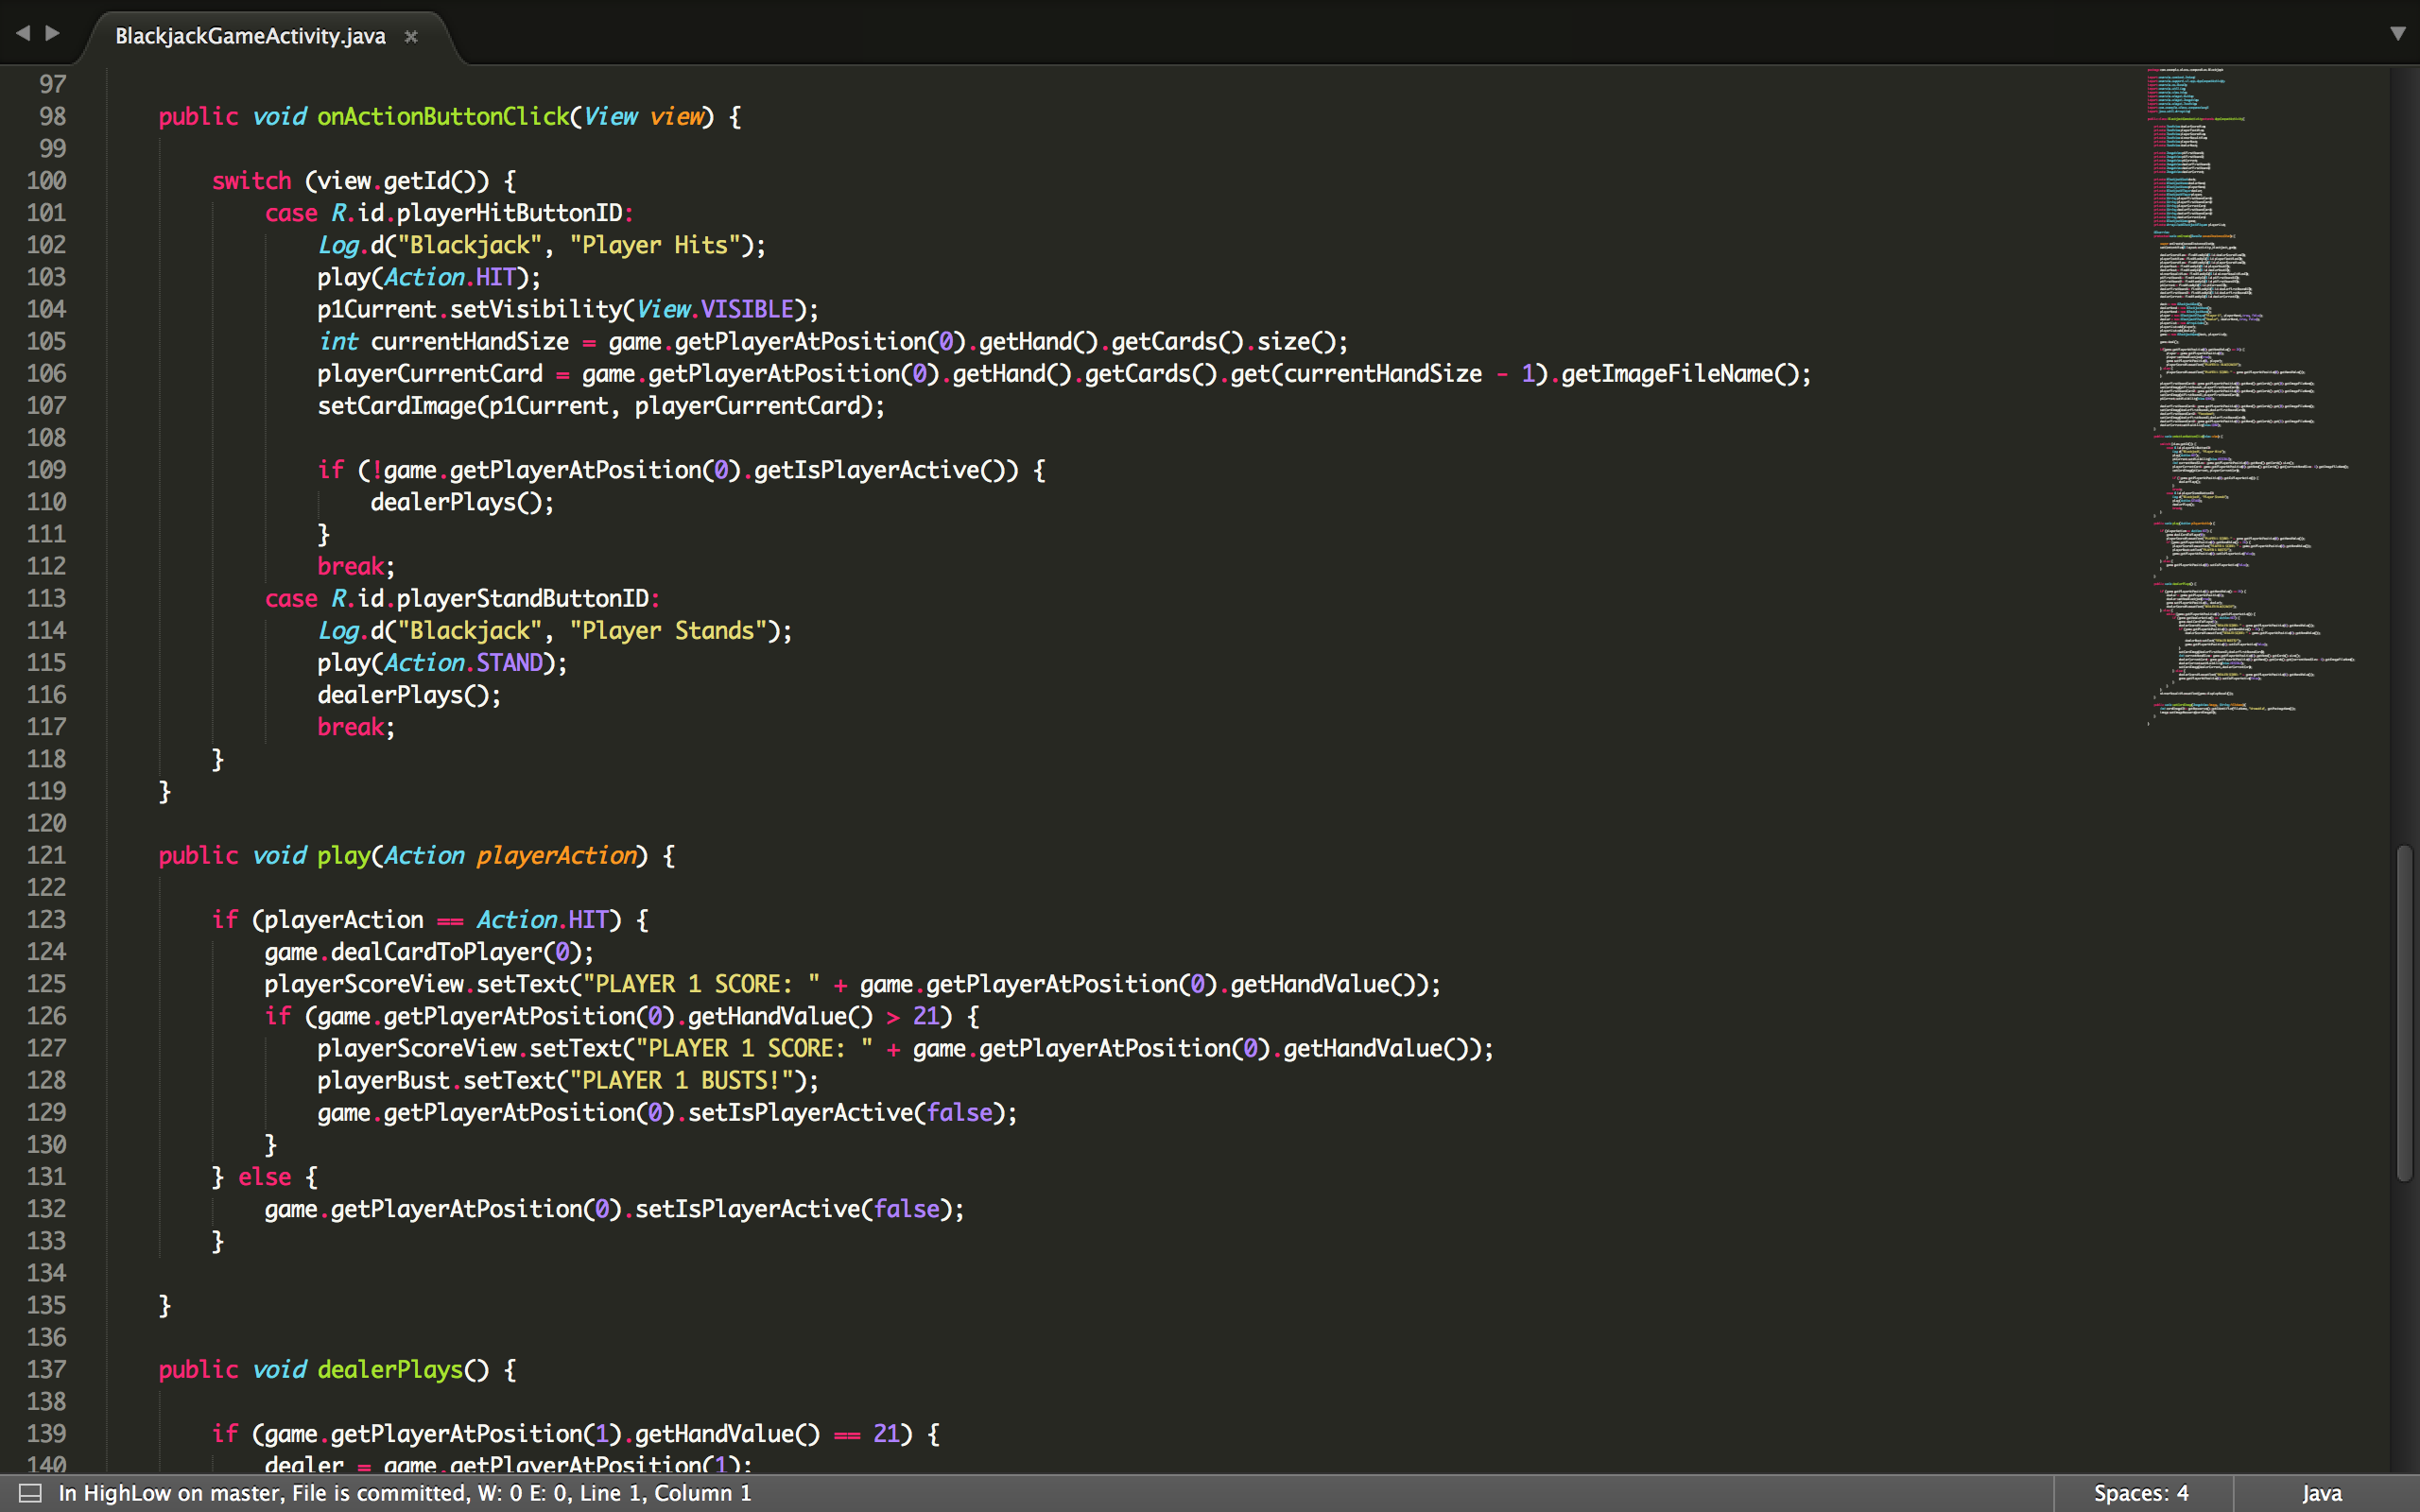 BlackjackGameActivity.java
97
98 public void onActionButtonClick(View view) {
99
100 switch (view.getId()) {
101 case R.id.playerHitButtonID:
102 Log.d("Blackjack", "Player Hits");
103 play(Action.HIT);
104 p1Current.setVisibility(View.VISIBLE);
105 int currentHandSize = game.getPlayerAtPosition(0).getHand().getCards().size();
106 playerCurrentCard = game.getPlayerAtPosition(0).getHand().getCards().get(currentHandSize - 1).getImageFileName();
107 setCardImage(p1Current, playerCurrentCard);
108
109 if (!game.getPlayerAtPosition(0).getIsPlayerActive()) {
110 dealerPlays();
111 }
112 break;
113 case R.id.playerStandButtonID:
114 Log.d("Blackjack", "Player Stands");
115 play(Action.STAND);
116 dealerPlays();
117 break;
118 }
119 }
120
121 public void play(Action playerAction) {
122
123 if (playerAction == Action.HIT) {
124 game.dealCardToPlayer(0);
125 playerScoreView.setText("PLAYER 1 SCORE: " + game.getPlayerAtPosition(0).getHandValue());
126 if (game.getPlayerAtPosition(0).getHandValue() > 21) {
127 playerScoreView.setText("PLAYER 1 SCORE: " + game.getPlayerAtPosition(0).getHandValue());
128 playerBust.setText("PLAYER 1 BUSTS!");
129 game.getPlayerAtPosition(0).setIsPlayerActive(false);
130 }
131 } else {
132 game.getPlayerAtPosition(0).setIsPlayerActive(false);
133 }
134
135 }
136
137 public void dealerPlays() {
138
139 if (game.getPlayerAtPosition(1).getHandValue() == 21) {
140 dealer = game.getPlayerAtPosition(1);
In HighLow on master, File is committed, W: 0 E: 0, Line 1, Column 1
Spaces: 4
Java